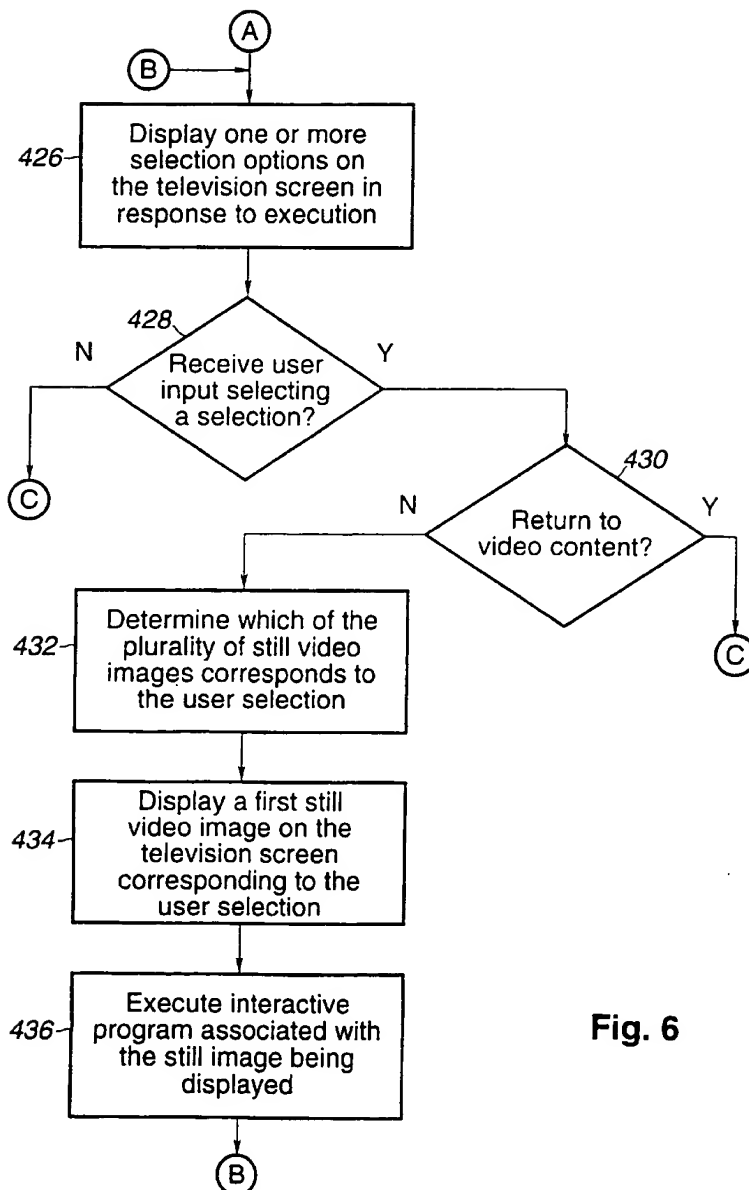 A
B
426
Display one or more
selection options on
the television screen in
response to execution
428
N
Y
Receive user
input selecting
a selection?
C
430
N
Y
Return to
video content?
C
432
Determine which of the
plurality of still video
images corresponds to
the user selection
434
Display a first still
video image on the
television screen
corresponding to the
user selection
436
Execute interactive
program associated with
the still image being
displayed
Fig. 6
B